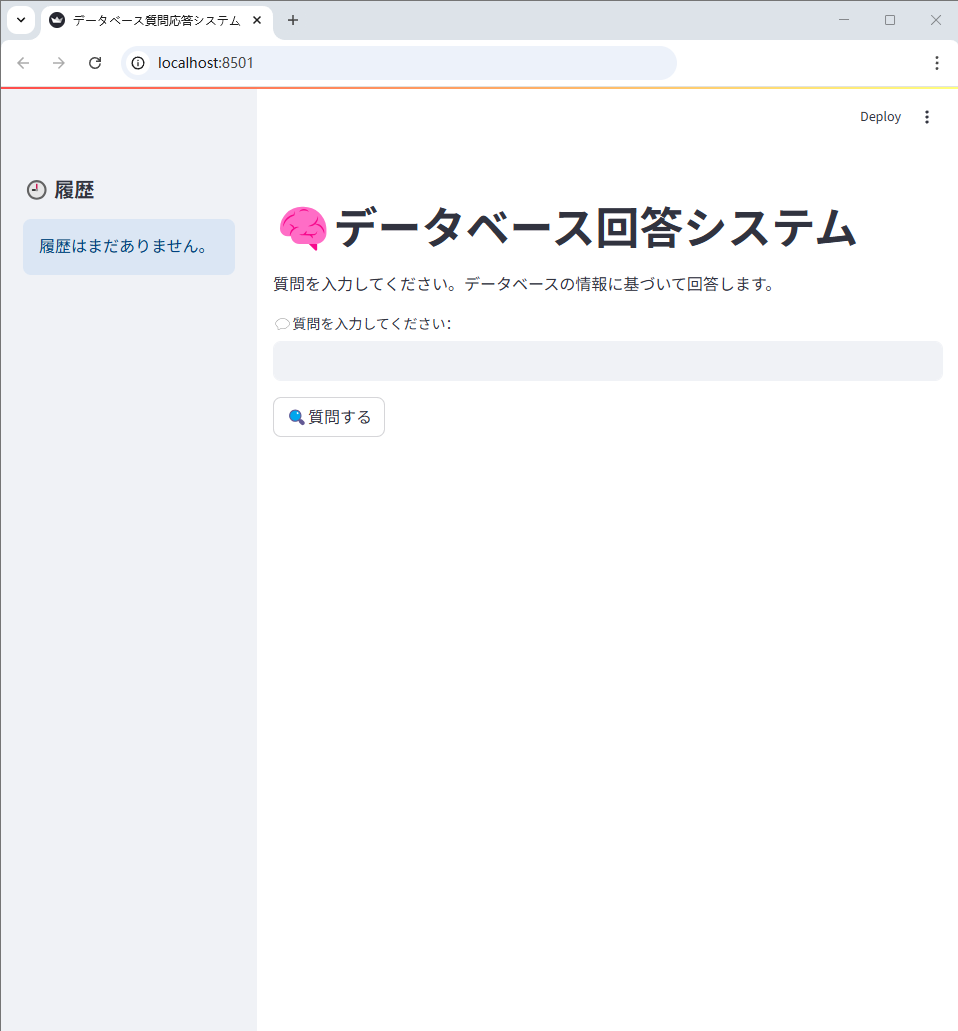 データベース質問応答システム
localhost:8501
Deploy
履歴
履歴はまだありません。
データベース回答システム
質問を入力してください。データベースの情報に基づいて回答します。
質問を入力してください：
質問する